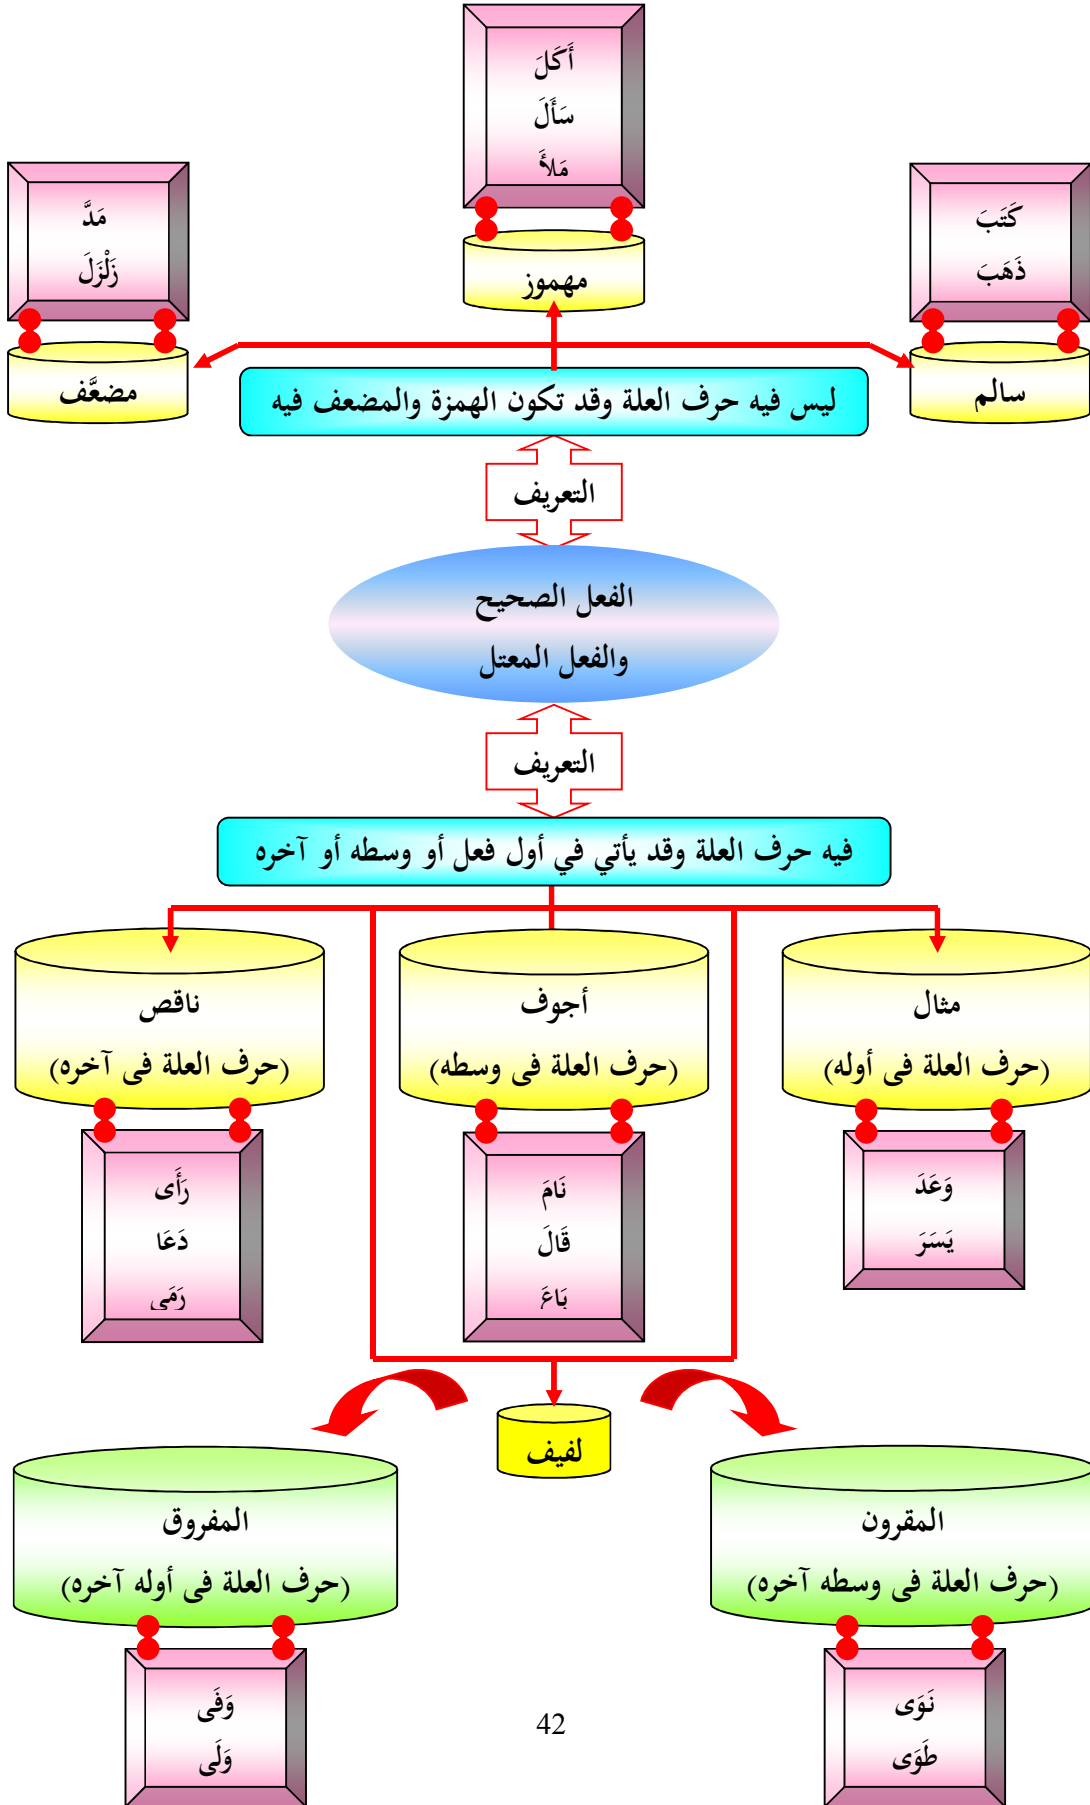 أَكَلَ
سَأَلَ
مَلأَ
مهموز
كَتَبَ
ذَهَبَ
سالم
مَدَّ
زَلْزَلَ
مضعَّف
ليس فيه حرف العلة وقد تكون الهمزة والمضعف فيه
التعريف
الفعل الصحيح
والفعل المعتل
التعريف
فيه حرف العلة وقد يأتي في أول فعل أو وسطه أو آخره
مثال
(حرف العلة فى أوله)
وَعَدَ
يَسَرَ
أجوف
(حرف العلة فى وسطه)
نَامَ
قَالَ
بَاعَ
ناقص
(حرف العلة فى آخره)
رَأَى
دَعَا
رَمَى
لفيف
المقرون
(حرف العلة فى وسطه آخره)
نَوَى
طَوَى
المفروق
(حرف العلة فى أوله آخره)
وَفَى
وَلَى
42